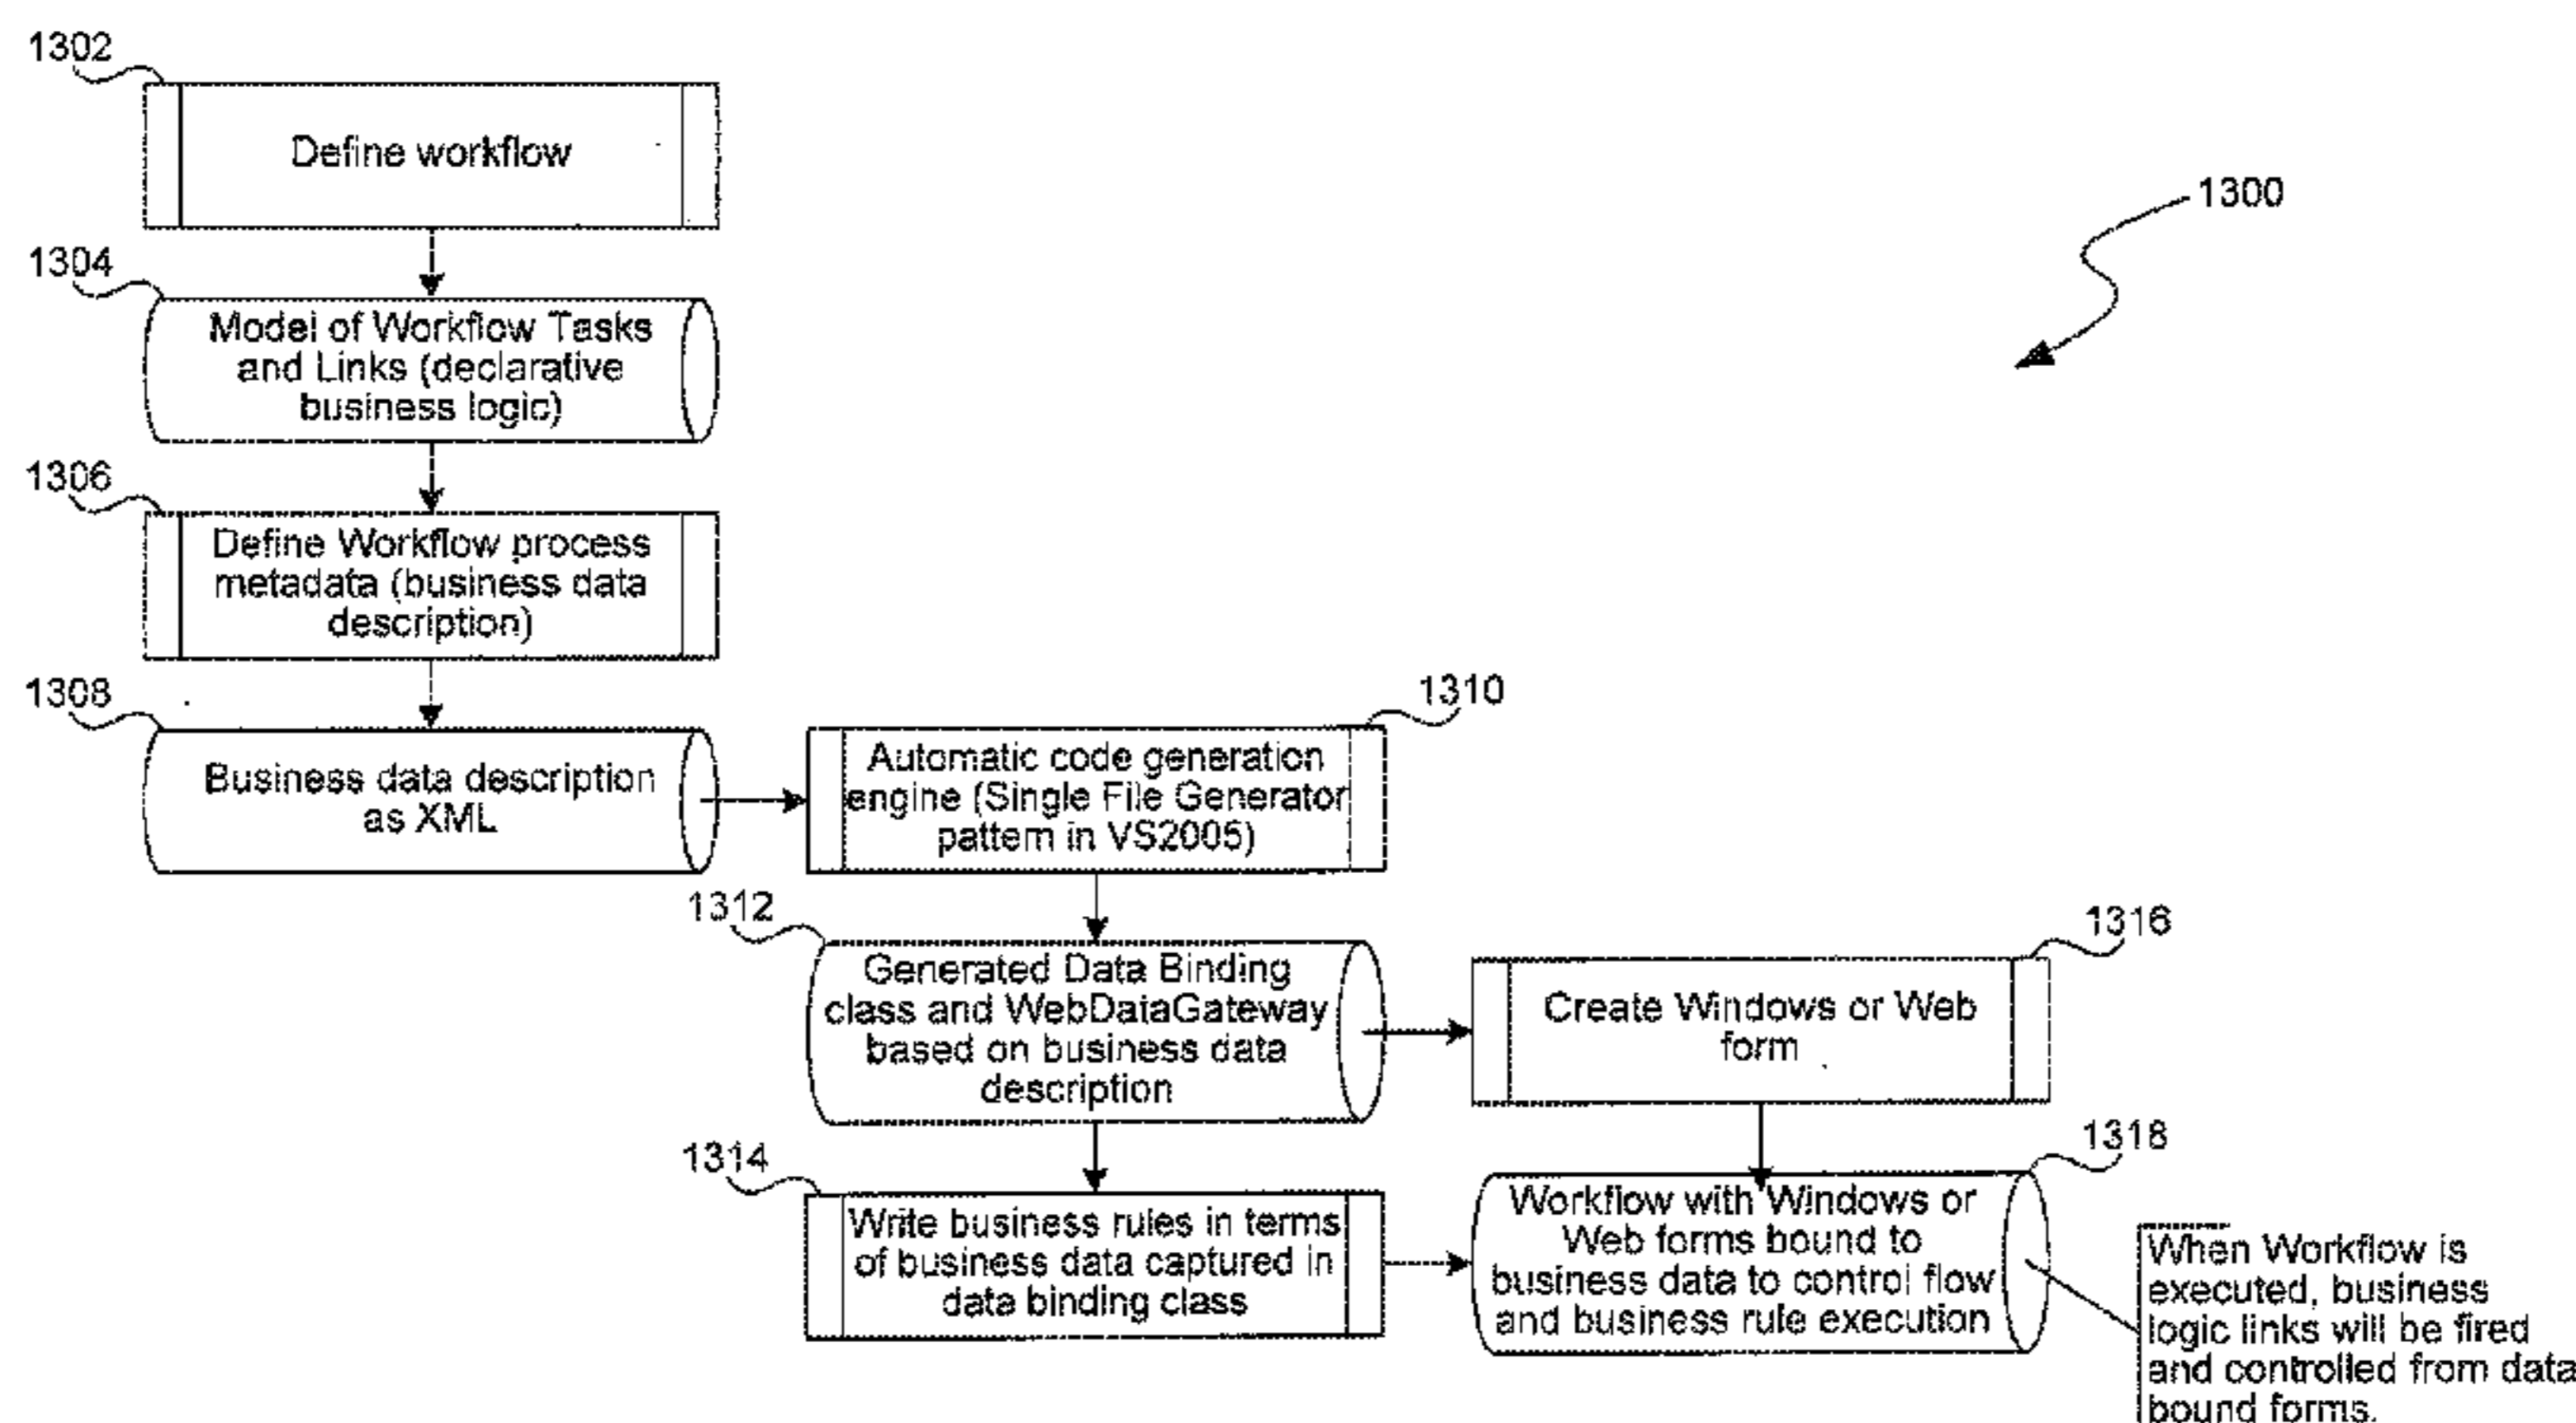 1302
Define workflow
1300
1304
Model of Workflow Tasks
and Links (declarative
business logic)
1306
Define Workflow process
metadata (business data
description)
1308
Business data description
as XML
1310
Automatic code generation
engine (Single File Generator
pattern in VS2005)
1312
Generated Data Binding
class and WebDataGateway
based on business data
description
1316
Create Windows or Web
form
1314
Write business rules in terms
of business data captured in
data binding class
1318
Workflow with Windows or
Web forms bound to
business data to control flow
and business rule execution
When Workflow is
executed, business
logic links will be fired
and controlled from data
bound forms.